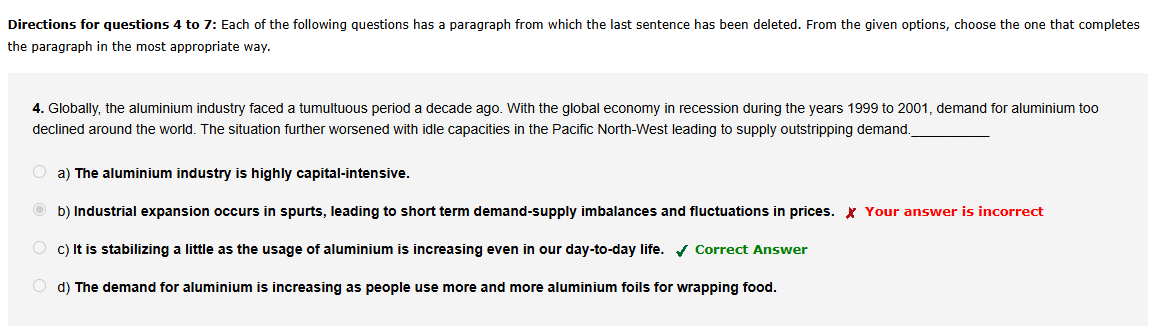 Directions for questions 4 to 7: Each of the following questions has a paragraph from which the last sentence has been deleted. From the given options, choose the one that completes
the paragraph in the most appropriate way.
4. Globally, the aluminium industry faced a tumultuous period a decade ago. With the global economy in recession during the years 1999 to 2001, demand for aluminium too
declined around the world. The situation further worsened with idle capacities in the Pacific North-West leading to supply outstripping demand.___________
a) The aluminium industry is highly capital-intensive.
b) Industrial expansion occurs in spurts, leading to short term demand-supply imbalances and fluctuations in prices. ✗ Your answer is incorrect
c) It is stabilizing a little as the usage of aluminium is increasing even in our day-to-day life. ✓ Correct Answer
d) The demand for aluminium is increasing as people use more and more aluminium foils for wrapping food.